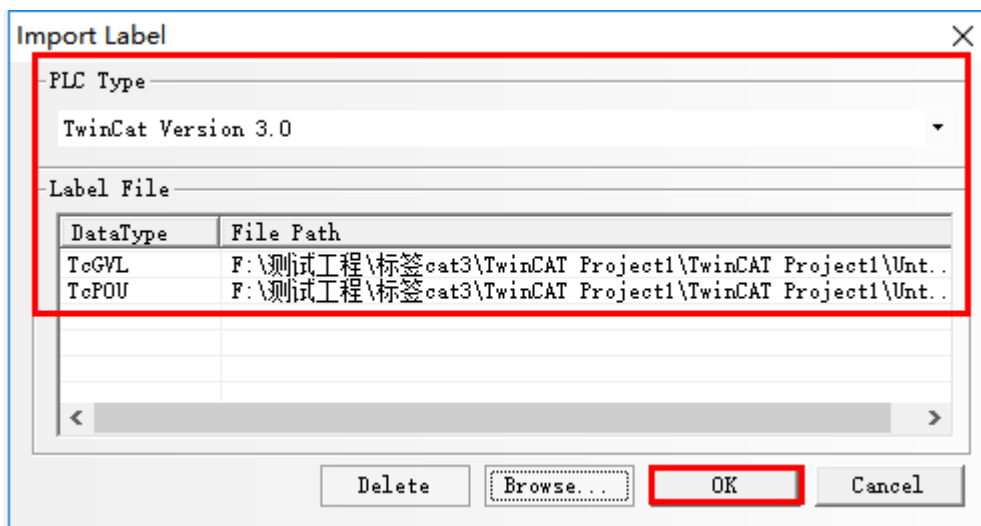 Import Label
PLC Type
TwinCat Version 3.0
Label File
DataType File Path
TcGVL F:\测试工程\标签cat3\TwinCAT Project1\TwinCAT Project1\Unt..
TcPOU F:\测试工程\标签cat3\TwinCAT Project1\TwinCAT Project1\Unt..
Delete Browse... OK Cancel